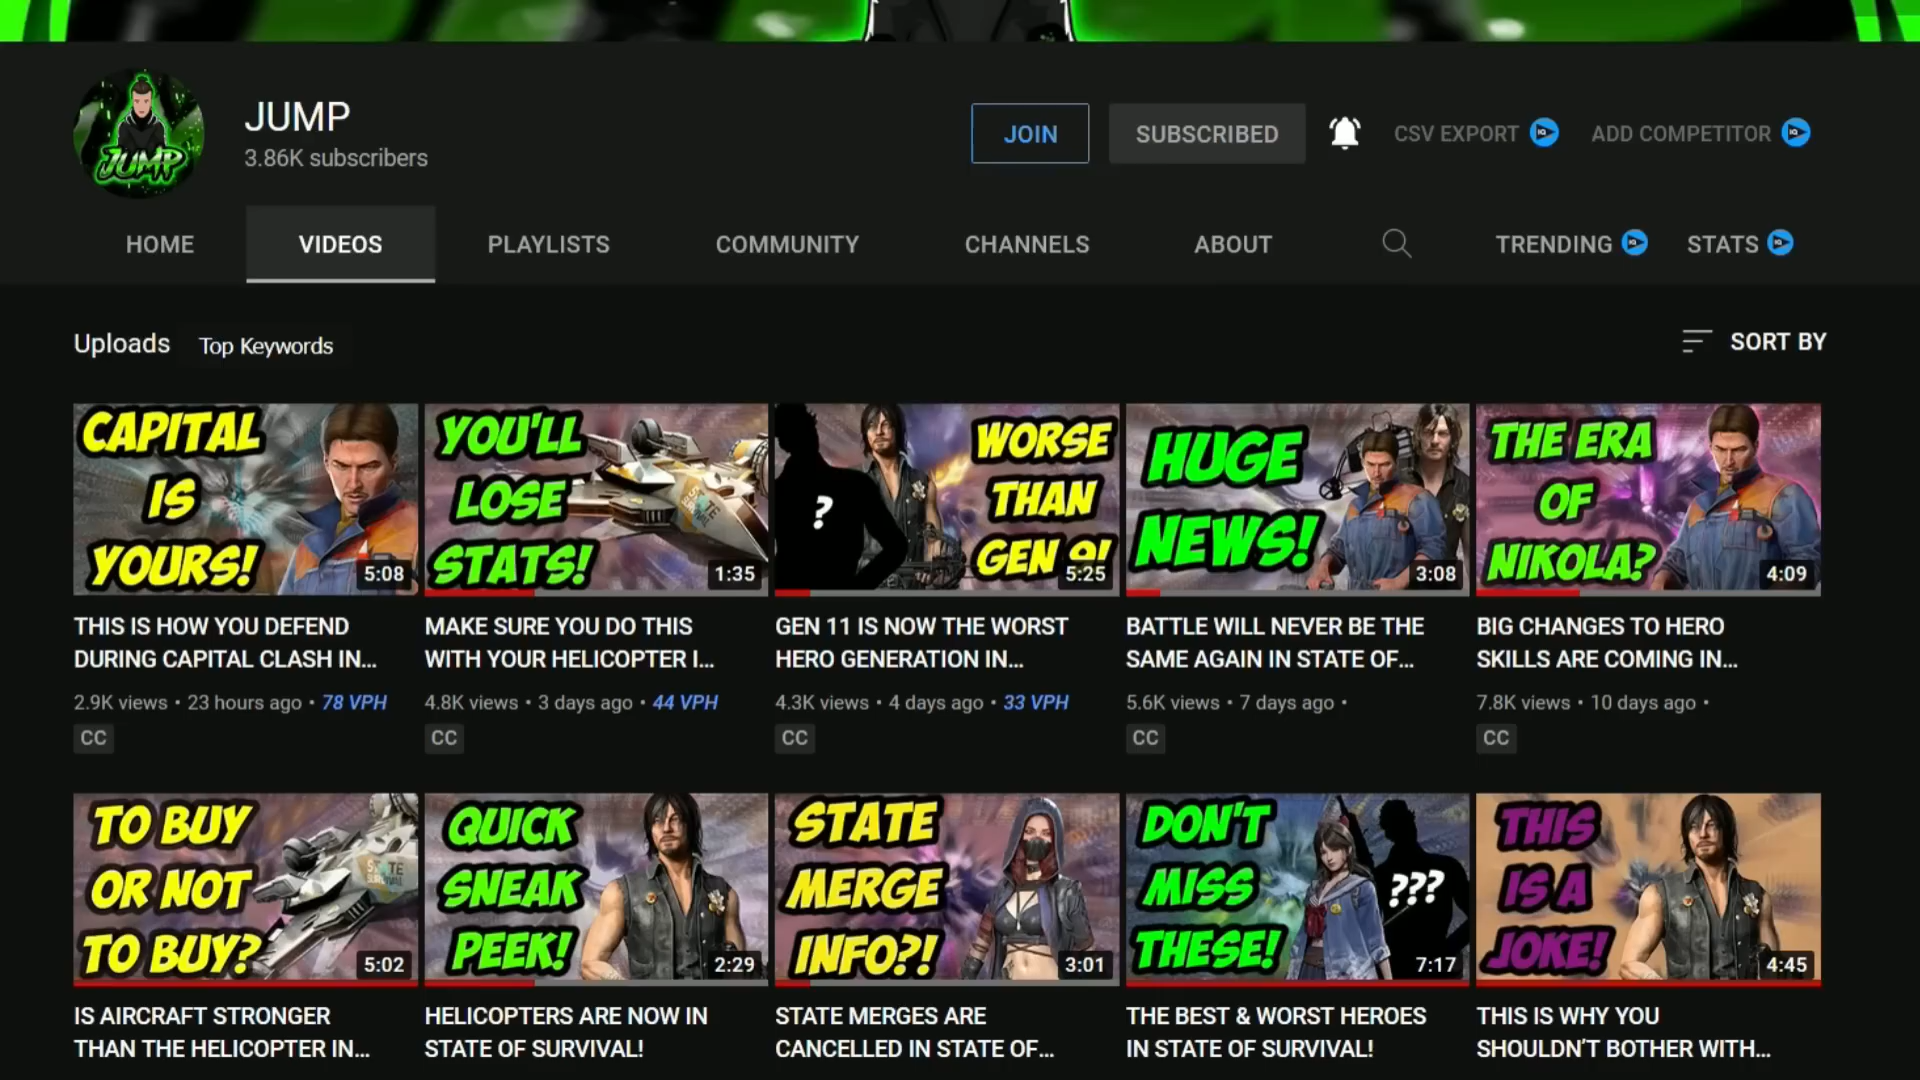 JUMP
JUMP
3.86K subscribers
JOIN
SUBSCRIBED
CSV EXPORT
ADD COMPETITOR
HOME
VIDEOS
PLAYLISTS
COMMUNITY
CHANNELS
ABOUT
TRENDING
STATS
Uploads
Top Keywords
SORT BY
CAPITAL
IS
YOURS!
5:08
YOU'LL
LOSE
STATS!
1:35
?
WORSE
THAN
GEN 9!
5:25
HUGE
NEWS!
3:08
THE ERA
OF
NIKOLA?
4:09
THIS IS HOW YOU DEFEND
DURING CAPITAL CLASH IN...
2.9K views • 23 hours ago • 78 VPH
CC
MAKE SURE YOU DO THIS
WITH YOUR HELICOPTER I...
4.8K views • 3 days ago • 44 VPH
CC
GEN 11 IS NOW THE WORST
HERO GENERATION IN...
4.3K views • 4 days ago • 33 VPH
CC
BATTLE WILL NEVER BE THE
SAME AGAIN IN STATE OF...
5.6K views • 7 days ago •
CC
BIG CHANGES TO HERO
SKILLS ARE COMING IN...
7.8K views • 10 days ago •
CC
TO BUY
OR NOT
TO BUY?
5:02
QUICK
SNEAK
PEEK!
2:29
STATE
MERGE
INFO?!
3:01
DON'T
MISS
THESE!
???
7:17
THIS
IS A
JOKE!
4:45
IS AIRCRAFT STRONGER
THAN THE HELICOPTER IN...
HELICOPTERS ARE NOW IN
STATE OF SURVIVAL!
STATE MERGES ARE
CANCELLED IN STATE OF...
THE BEST & WORST HEROES
IN STATE OF SURVIVAL!
THIS IS WHY YOU
SHOULDN'T BOTHER WITH...